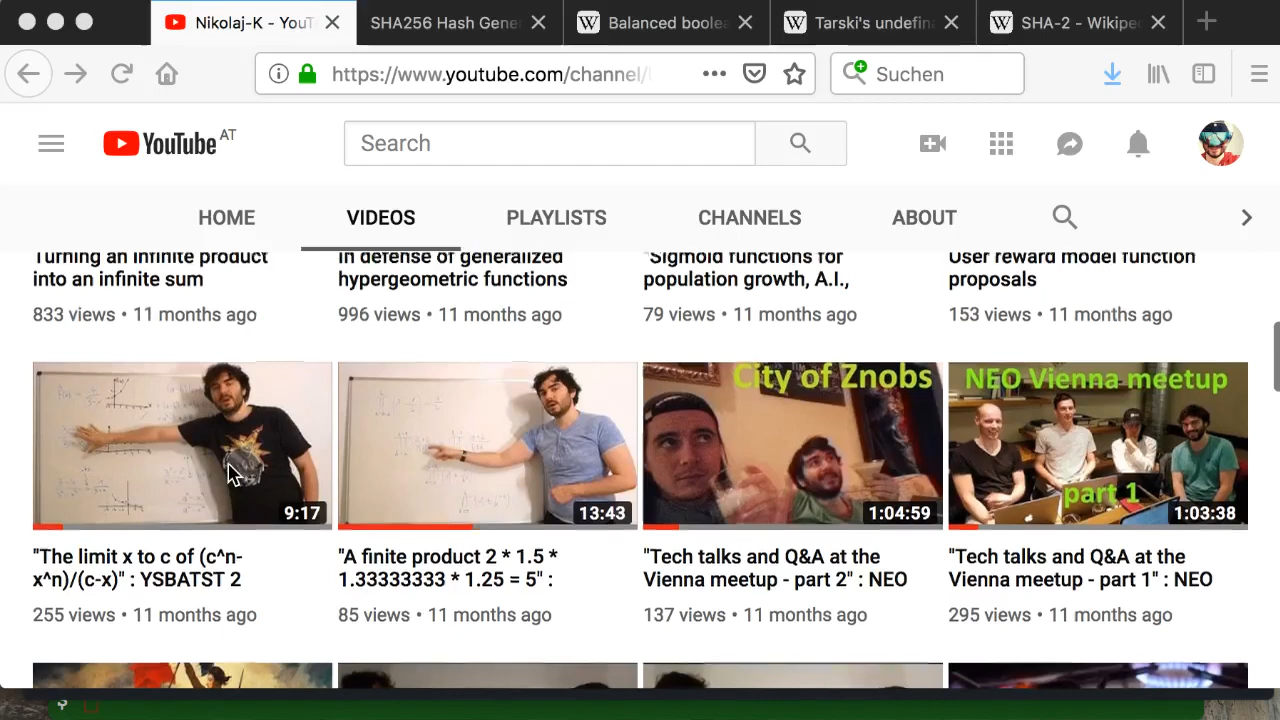 Nikolaj-K - YouT
SHA256 Hash Gene
Balanced boolea
Tarski's undefina
SHA-2 - Wikiped
https://www.youtube.com/channel/
Suchen
YouTube AT
Search
HOME
VIDEOS
PLAYLISTS
CHANNELS
ABOUT
Turning an infinite product
into an infinite sum
833 views • 11 months ago
In defense of generalized
hypergeometric functions
996 views • 11 months ago
"Sigmoid functions for
population growth, A.I.,
79 views • 11 months ago
User reward model function
proposals
153 views • 11 months ago
9:17
13:43
City of Znobs
1:04:59
NEO Vienna meetup
part 1
1:03:38
"The limit x to c of (c^n-
x^n)/(c-x)" : YSBATST 2
255 views • 11 months ago
"A finite product 2 * 1.5 *
1.33333333 * 1.25 = 5" :
85 views • 11 months ago
"Tech talks and Q&A at the
Vienna meetup - part 2" : NEO
137 views • 11 months ago
"Tech talks and Q&A at the
Vienna meetup - part 1" : NEO
295 views • 11 months ago